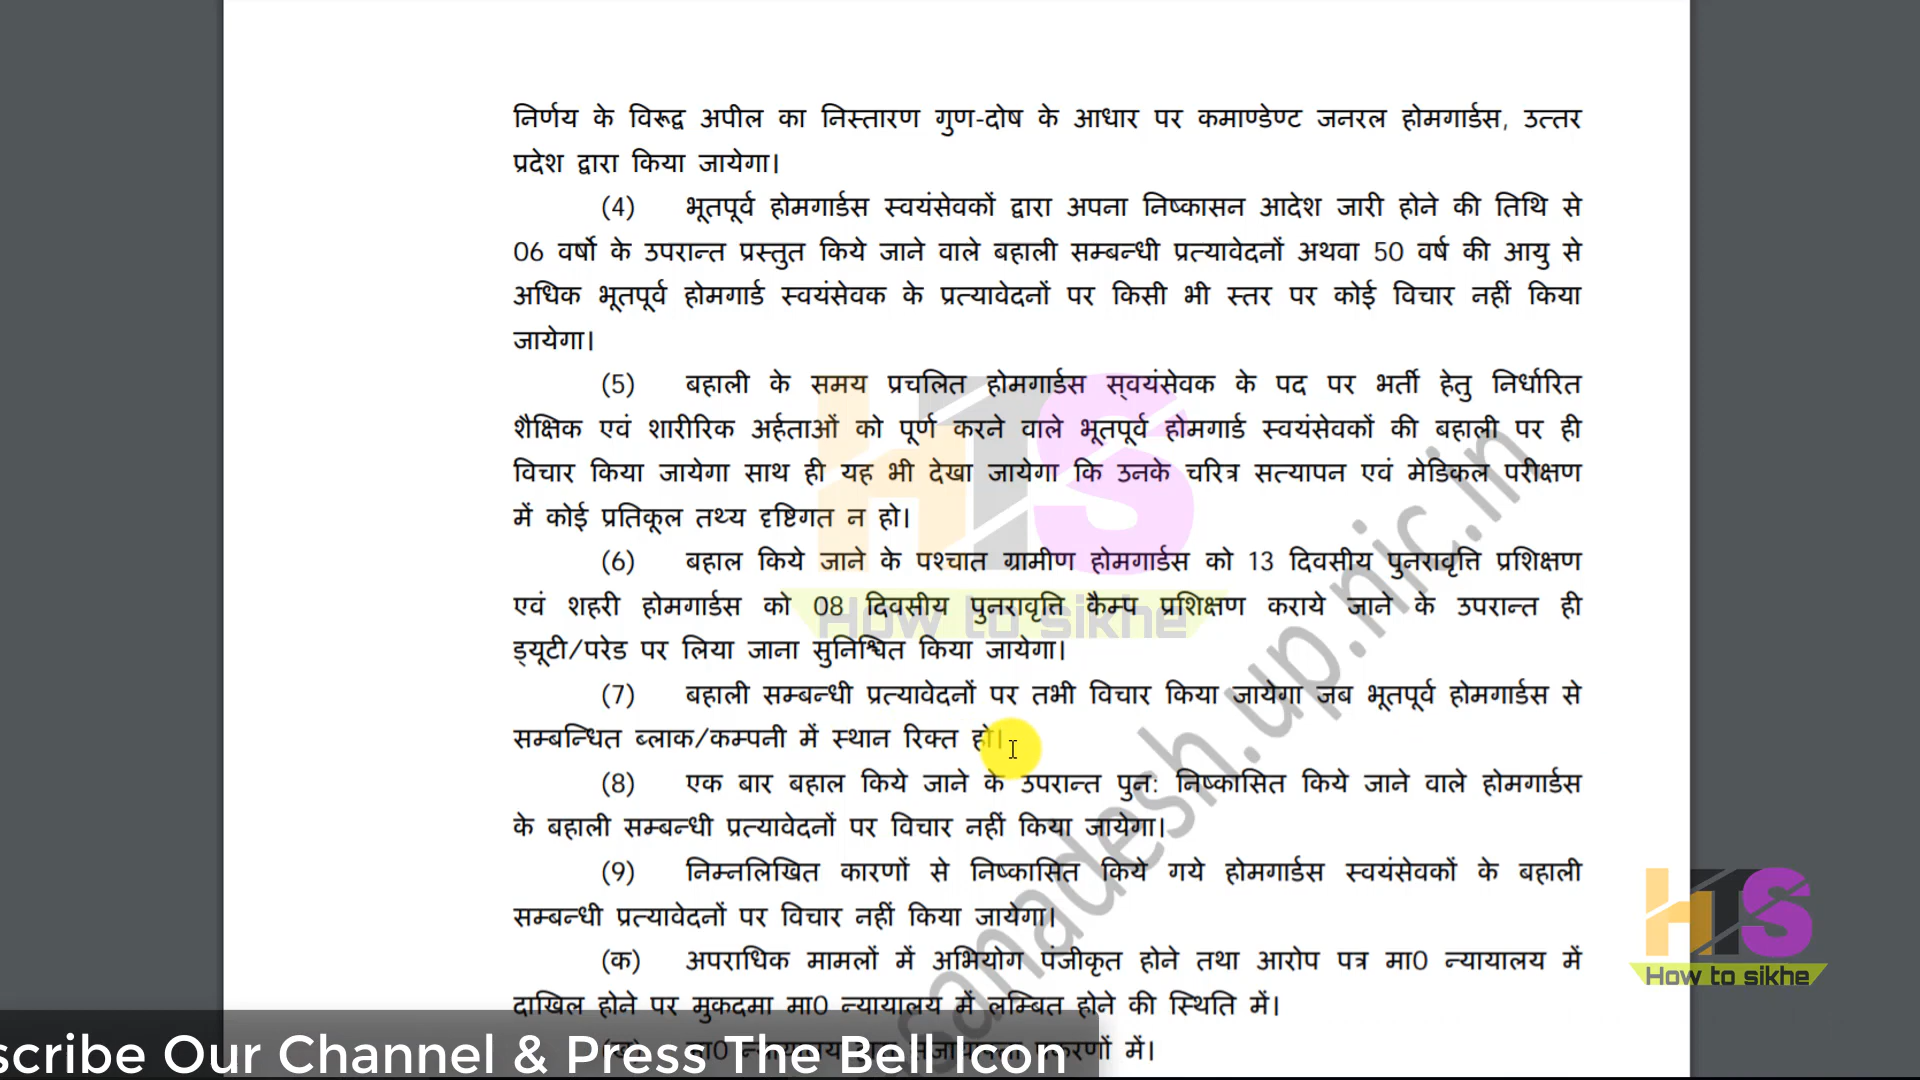 निर्णय के विरूद्व अपील का निस्तारण गुण-दोष के आधार पर कमाण्डेण्ट जनरल होमगार्डस, उत्तर
प्रदेश द्वारा किया जायेगा।
(4) भूतपूर्व होमगार्डस स्वयंसेवकों द्वारा अपना निष्कासन आदेश जारी होने की तिथि से
06 वर्षो के उपरान्त प्रस्तुत किये जाने वाले बहाली सम्बन्धी प्रत्यावेदनों अथवा 50 वर्ष की आयु से
अधिक भूतपूर्व होमगार्ड स्वयंसेवक के प्रत्यावेदनों पर किसी भी स्तर पर कोई विचार नहीं किया
जायेगा।
(5) बहाली के समय प्रचलित होमगार्डस स्वयंसेवक के पद पर भर्ती हेतु निर्धारित
शैक्षिक एवं शारीरिक अर्हताओं को पूर्ण करने वाले भूतपूर्व होमगार्ड स्वयंसेवकों की बहाली पर ही
विचार किया जायेगा साथ ही यह भी देखा जायेगा कि उनके चरित्र सत्यापन एवं मेडिकल परीक्षण
में कोई प्रतिकूल तथ्य दृष्टिगत न हो।
(6) बहाल किये जाने के पश्चात ग्रामीण होमगार्डस को 13 दिवसीय पुनरावृत्ति प्रशिक्षण
एवं शहरी होमगार्डस को 08 दिवसीय पुनरावृत्ति कैम्प प्रशिक्षण कराये जाने के उपरान्त ही
ड्यूटी/परेड पर लिया जाना सुनिश्चित किया जायेगा।
(7) बहाली सम्बन्धी प्रत्यावेदनों पर तभी विचार किया जायेगा जब भूतपूर्व होमगार्डस से
सम्बन्धित ब्लाक/कम्पनी में स्थान रिक्त हो।
(8) एक बार बहाल किये जाने के उपरान्त पुन: निष्कासित किये जाने वाले होमगार्डस
के बहाली सम्बन्धी प्रत्यावेदनों पर विचार नहीं किया जायेगा।
(9) निम्नलिखित कारणों से निष्कासित किये गये होमगार्डस स्वयंसेवकों के बहाली
सम्बन्धी प्रत्यावेदनों पर विचार नहीं किया जायेगा।
(क) अपराधिक मामलों में अभियोग पंजीकृत होने तथा आरोप पत्र मा0 न्यायालय में
दाखिल होने पर मुकदमा मा0 न्यायालय में लम्बित होने की स्थिति में।
मा0 न्यायालय में।
scribe Our Channel & Press The Bell Icon
HTS
How to sikhe
HTS
How to sikhe
sanadesh.up.nic.in